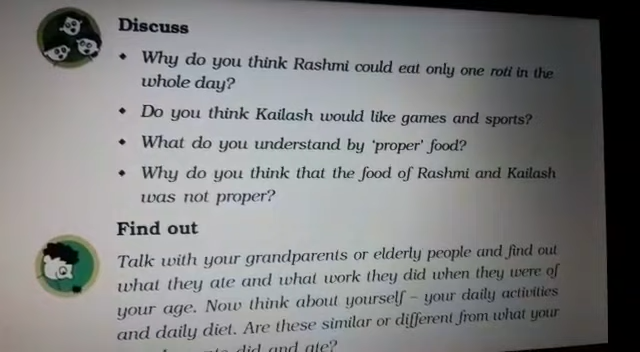 Discuss
• Why do you think Rashmi could eat only one roti in the
whole day?
• Do you think Kailash would like games and sports?
• What do you understand by ‘proper’ food?
• Why do you think that the food of Rashmi and Kailash
was not proper?
Find out
Talk with your grandparents or elderly people and find out
what they ate and what work they did when they were of
your age. Now think about yourself – your daily activities
and daily diet. Are these similar or different from what your
did and ate?